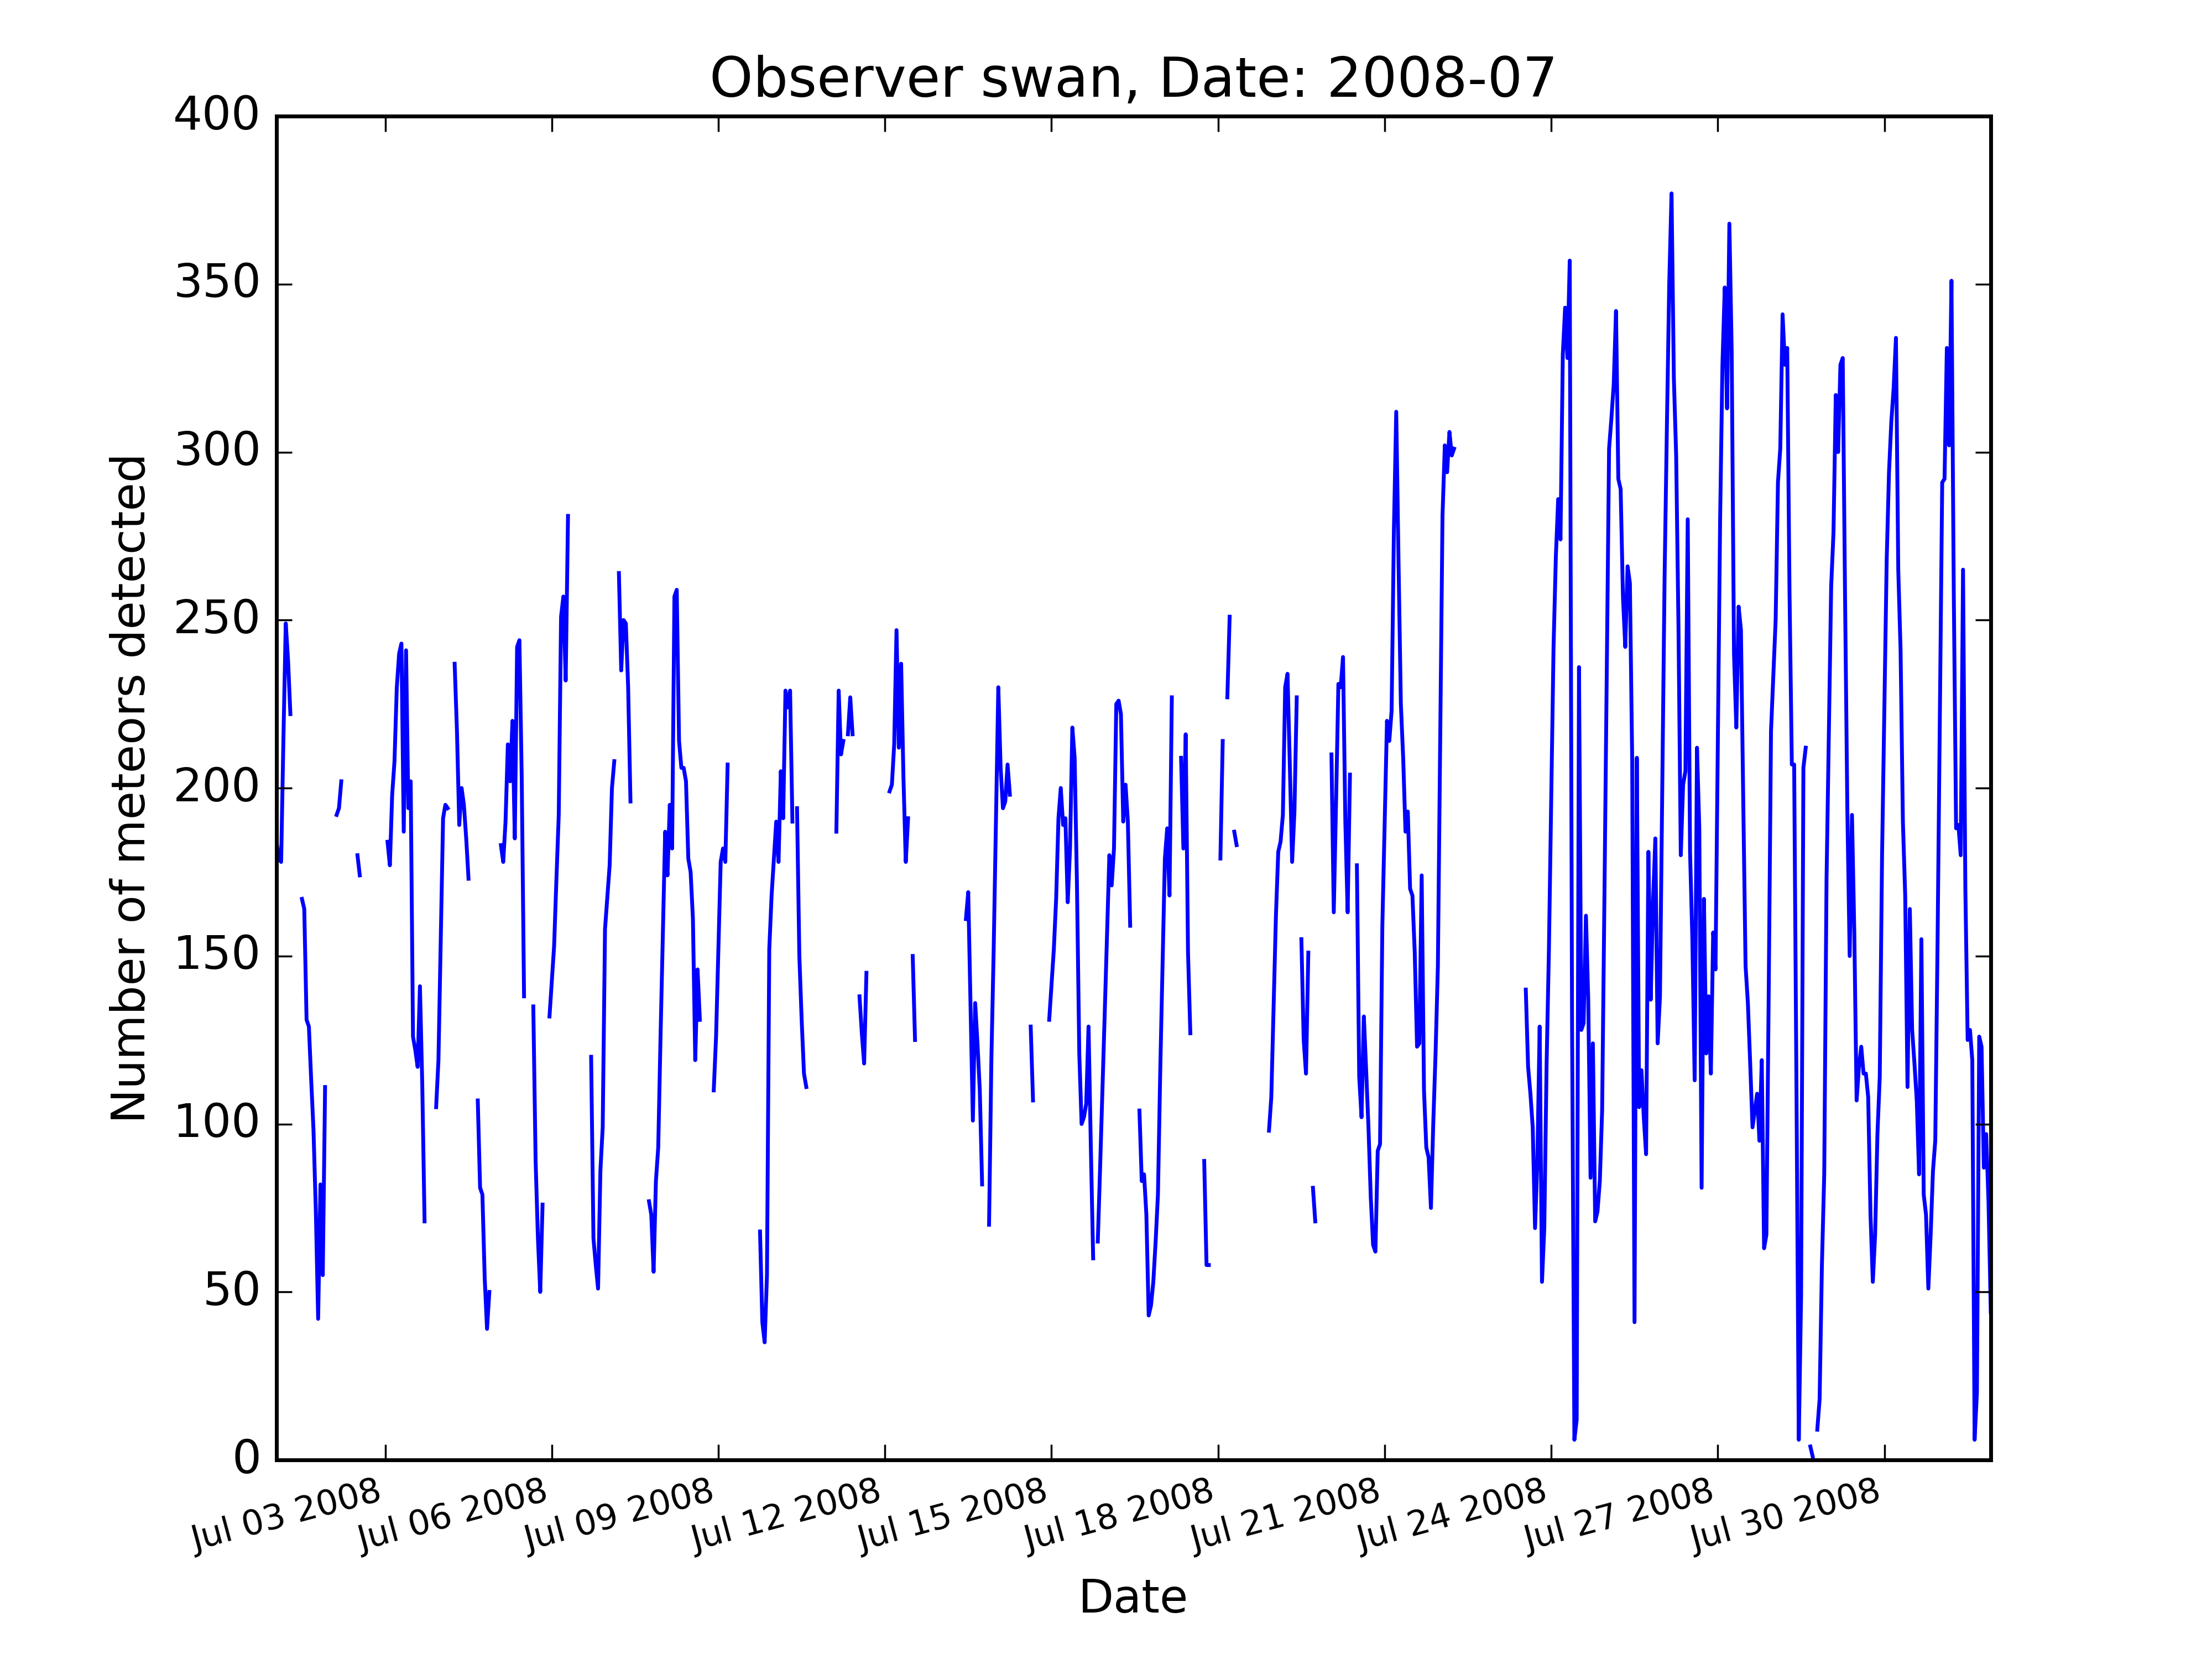 Observer swan, Date: 2008-07
400
350
300
250
200
150
100
50
0
Number of meteors detected
Jul 03 2008
Jul 06 2008
Jul 09 2008
Jul 12 2008
Jul 15 2008
Jul 18 2008
Jul 21 2008
Jul 24 2008
Jul 27 2008
Jul 30 2008
Date